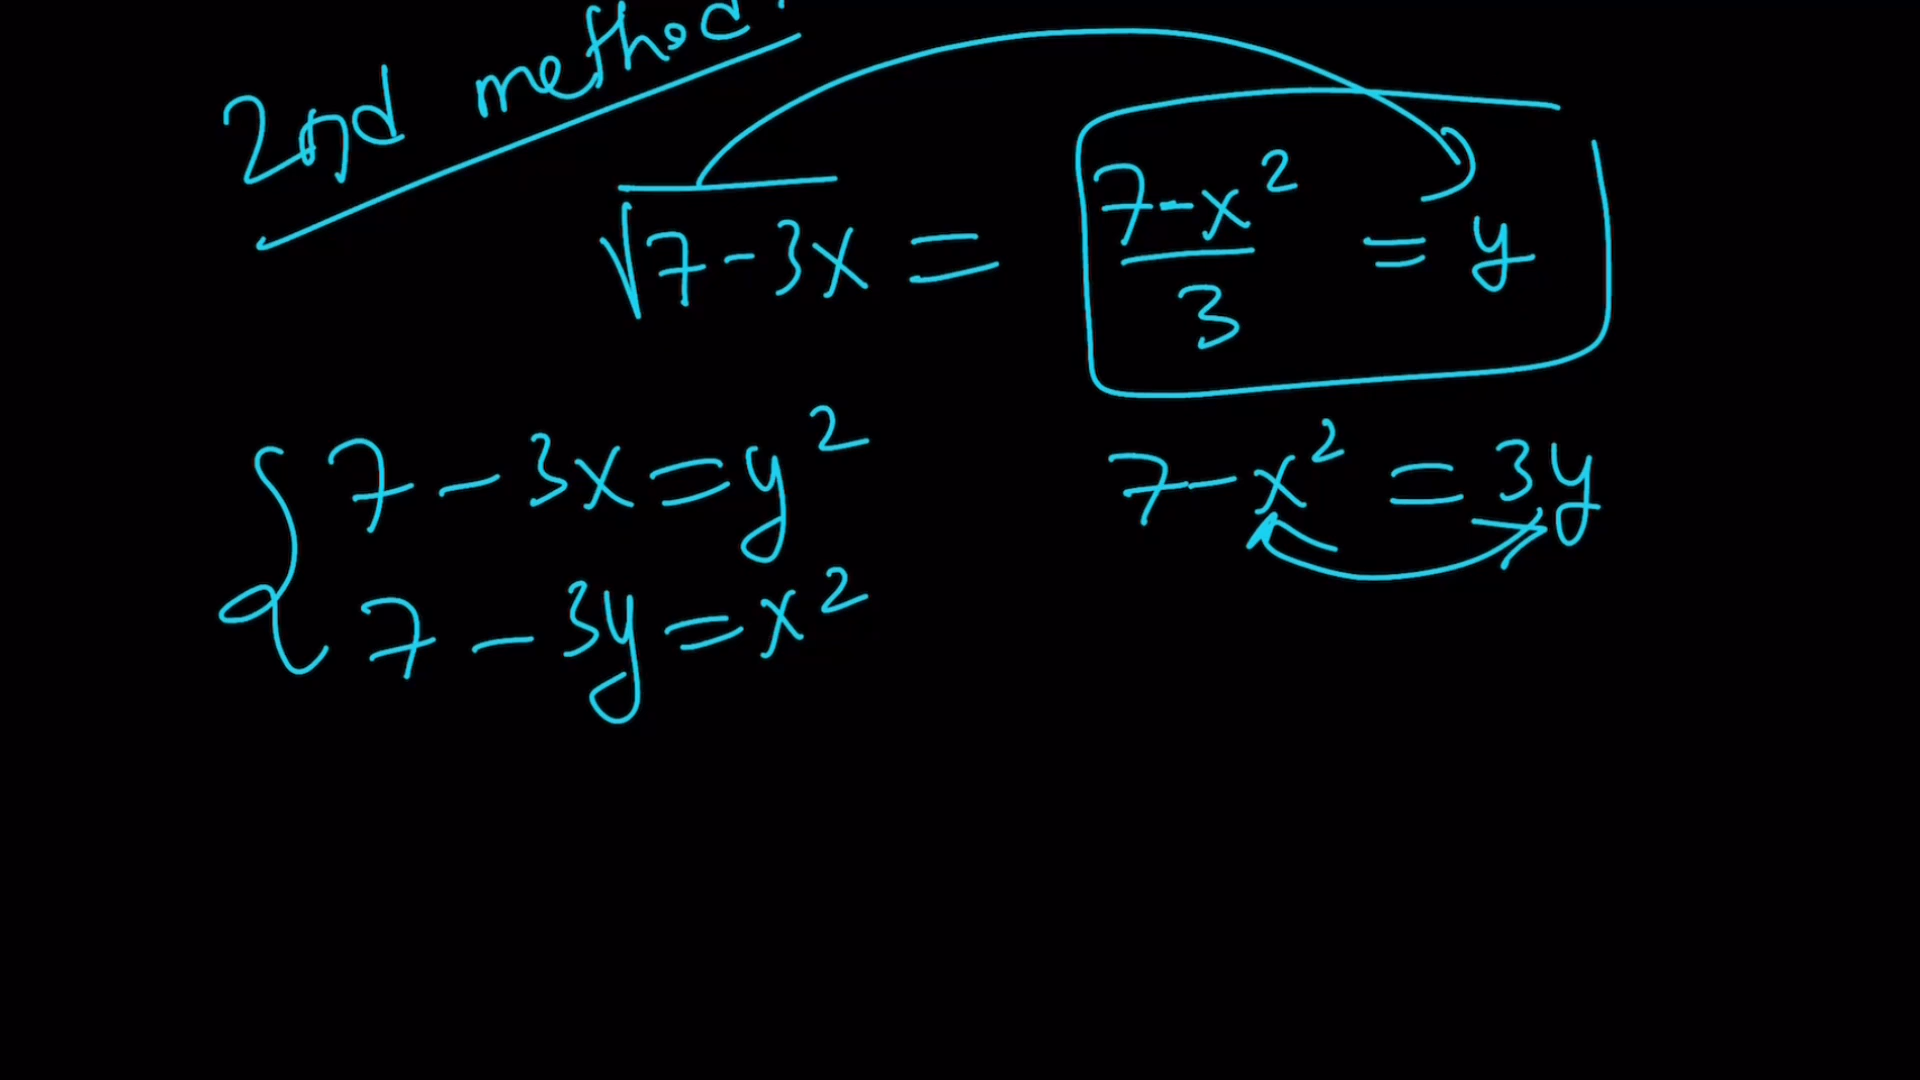 2nd method:
√7-3x = 7-x²/3 = y
7-3x=y² 7-x² = 3y
7-3y=x²